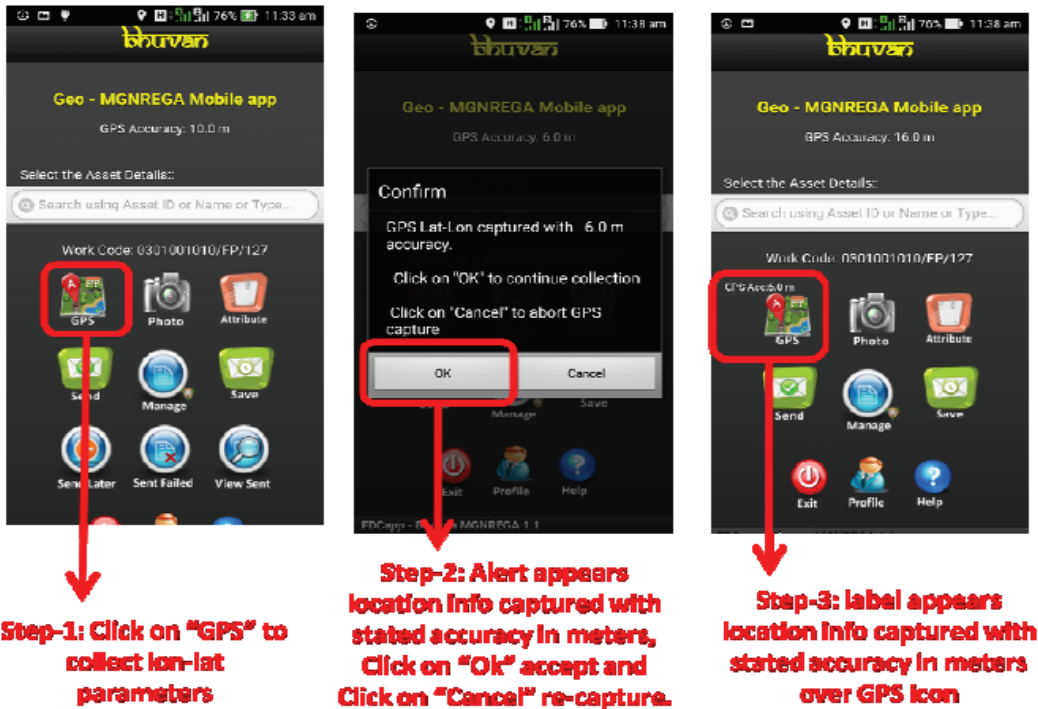 76% 11:33 am
bhuvan
Geo - MGNREGA Mobile app
GPS Accuracy: 10.0 m
Select the Asset Details::
Search using Asset ID or Name or Type...
Work Code: 0301001010/FP/127
A
GPS
Photo
Attribute
Send
Manage
Save
Send Later
Sent Failed
View Sent
Step-1: Click on "GPS" to
collect lon-lat
parameters
H 76% 11:38 am
bhuvan
Geo - MGNREGA Mobile app
GPS Accuracy: 6.0 m
Confirm
GPS Lat-Lon captured with 6.0 m
accuracy.
Click on "OK" to continue collection
Click on "Cancel" to abort GPS
capture
OK
Cancel
Manage
Save
Exit
Profile
Help
MGNREGA 1.1
Step-2: Alert appears
location info captured with
stated accuracy in meters,
Click on "Ok" accept and
Click on "Cancel" re-capture.
H 76% 11:38 am
bhuvan
Geo - MGNREGA Mobile app
GPS Accuracy: 16.0 m
Select the Asset Details::
Search using Asset ID or Name or Type...
Work Code: 0301001010/FP/127
GPS Acc:6.0 m
A
GPS
Photo
Attribute
Send
Manage
Save
Exit
Profile
Help
Step-3: label appears
location info captured with
stated accuracy in meters
over GPS icon